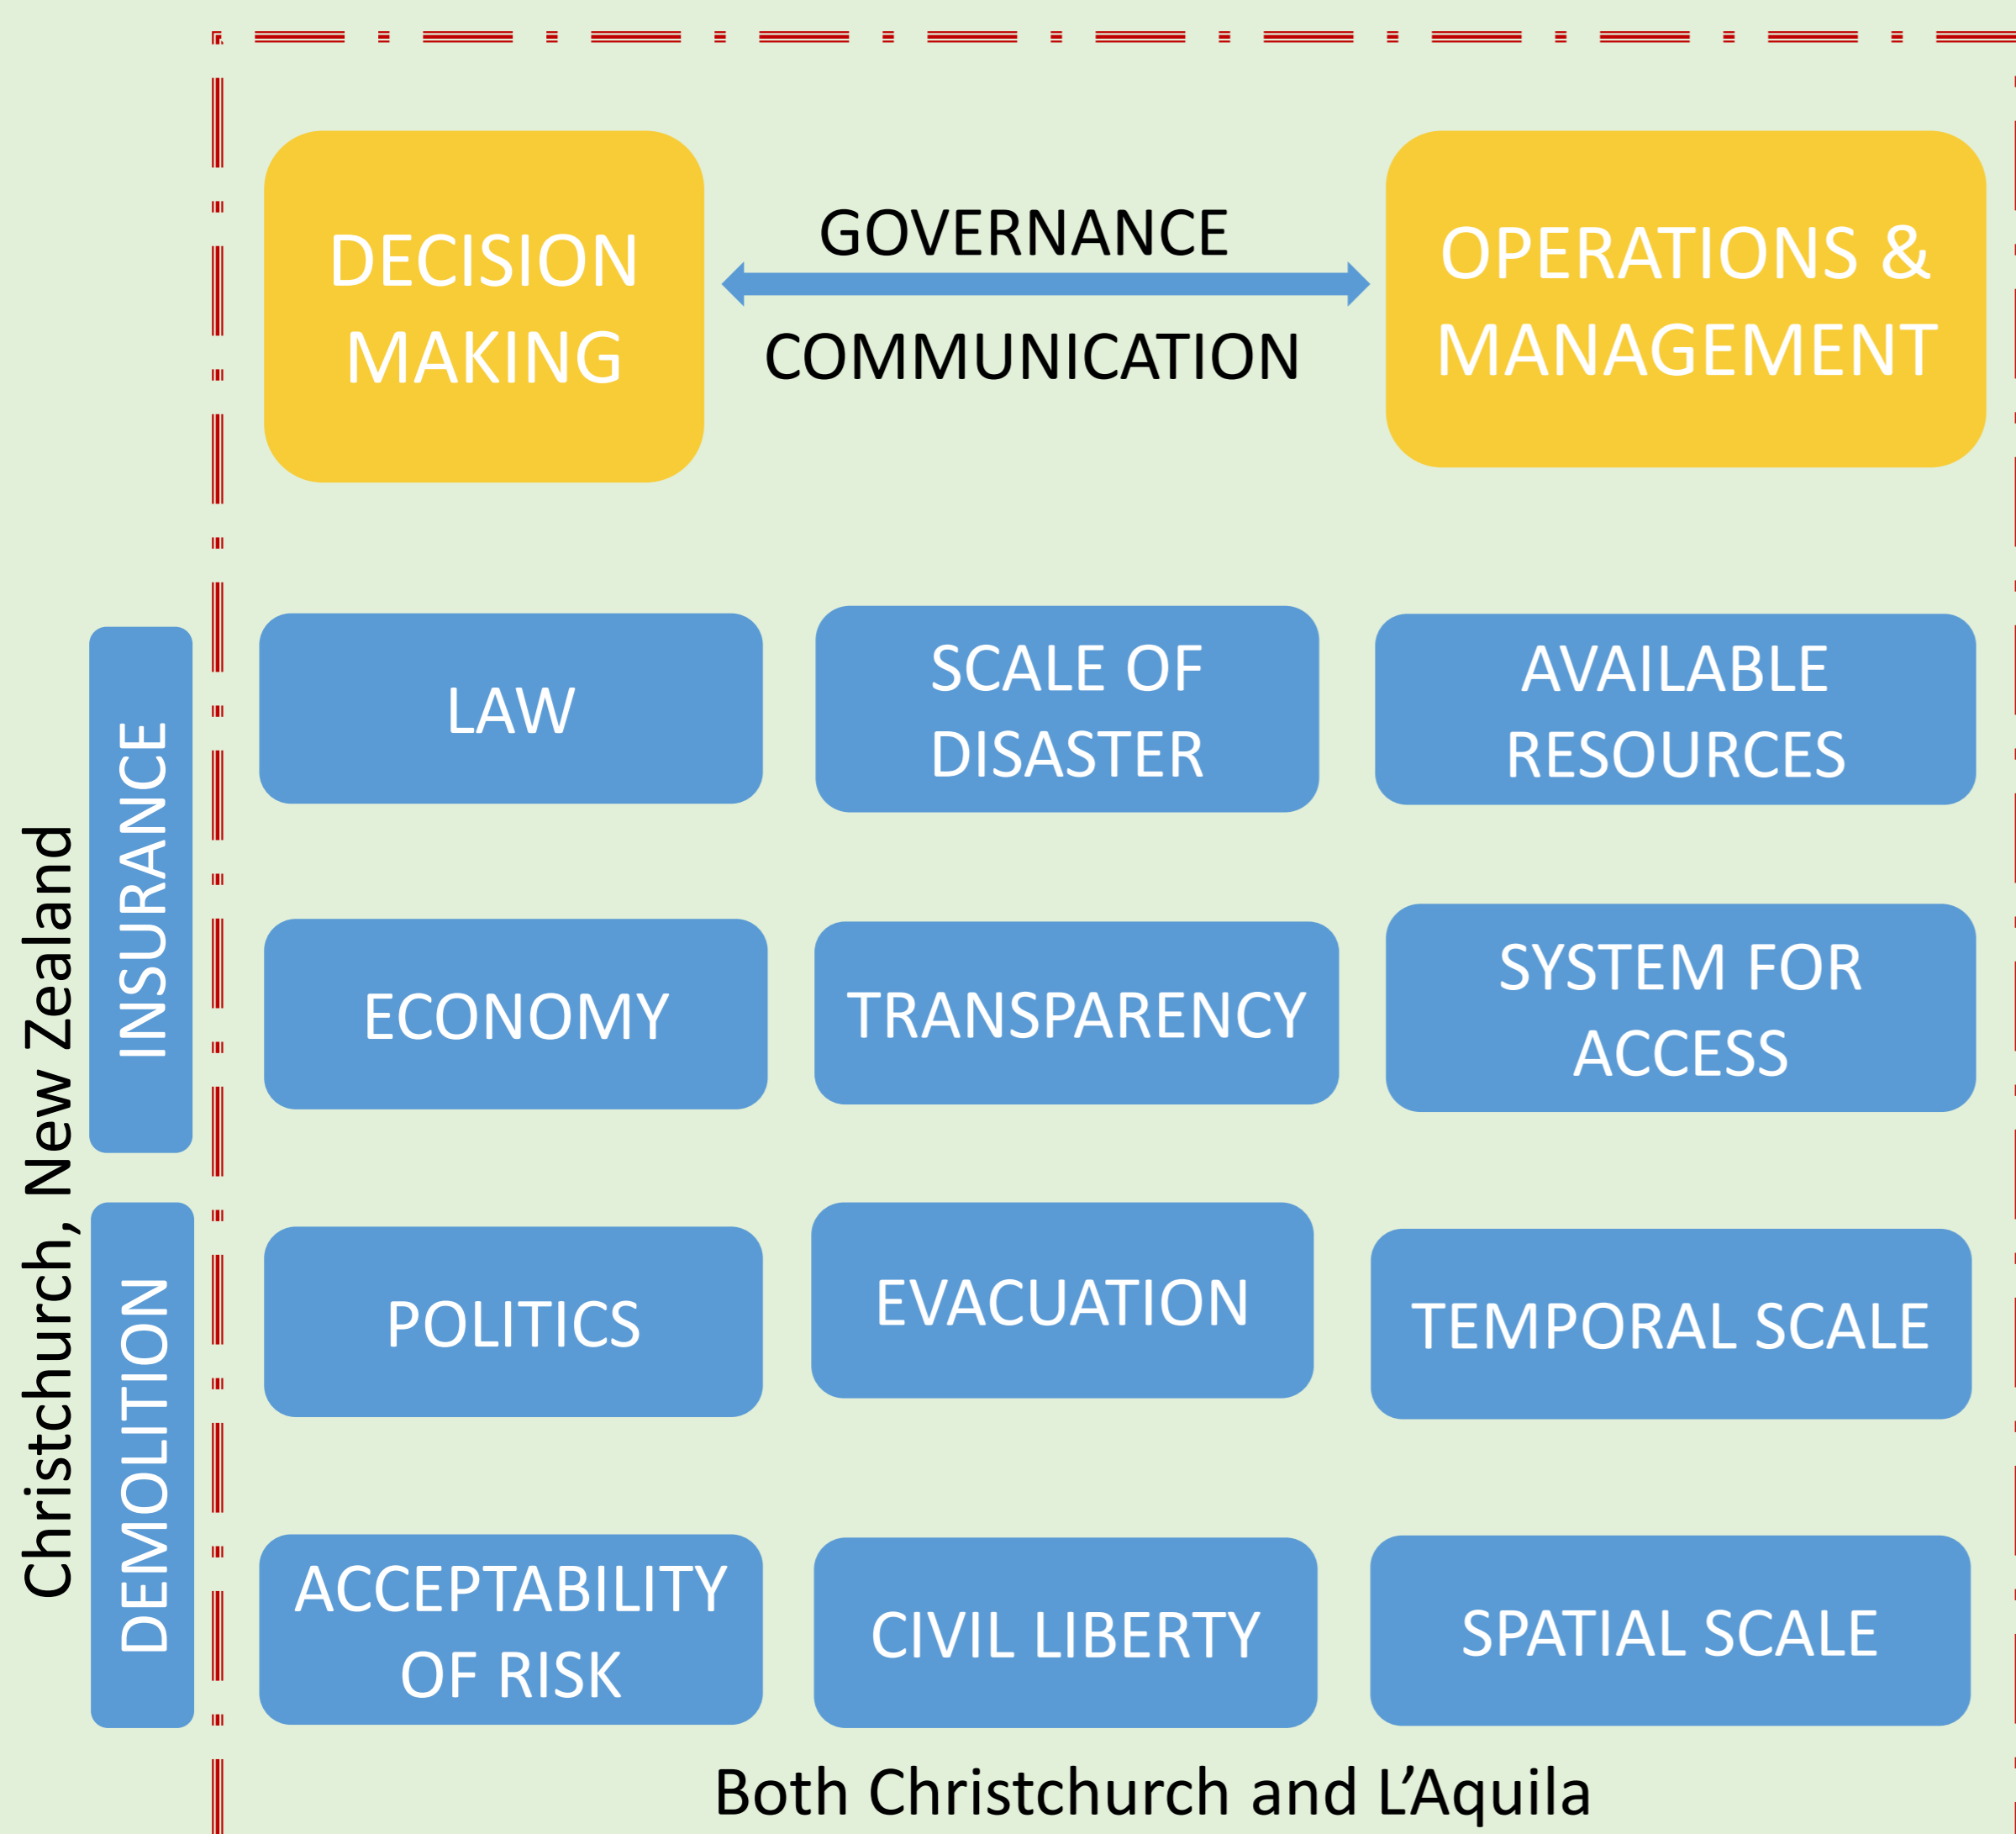 DECISION
MAKING
GOVERNANCE
COMMUNICATION
OPERATIONS &
MANAGEMENT
Christchurch, New Zealand
INSURANCE
DEMOLITION
LAW
SCALE OF
DISASTER
AVAILABLE
RESOURCES
ECONOMY
TRANSPARENCY
SYSTEM FOR
ACCESS
POLITICS
EVACUATION
TEMPORAL SCALE
ACCEPTABILITY
OF RISK
CIVIL LIBERTY
SPATIAL SCALE
Both Christchurch and L’Aquila